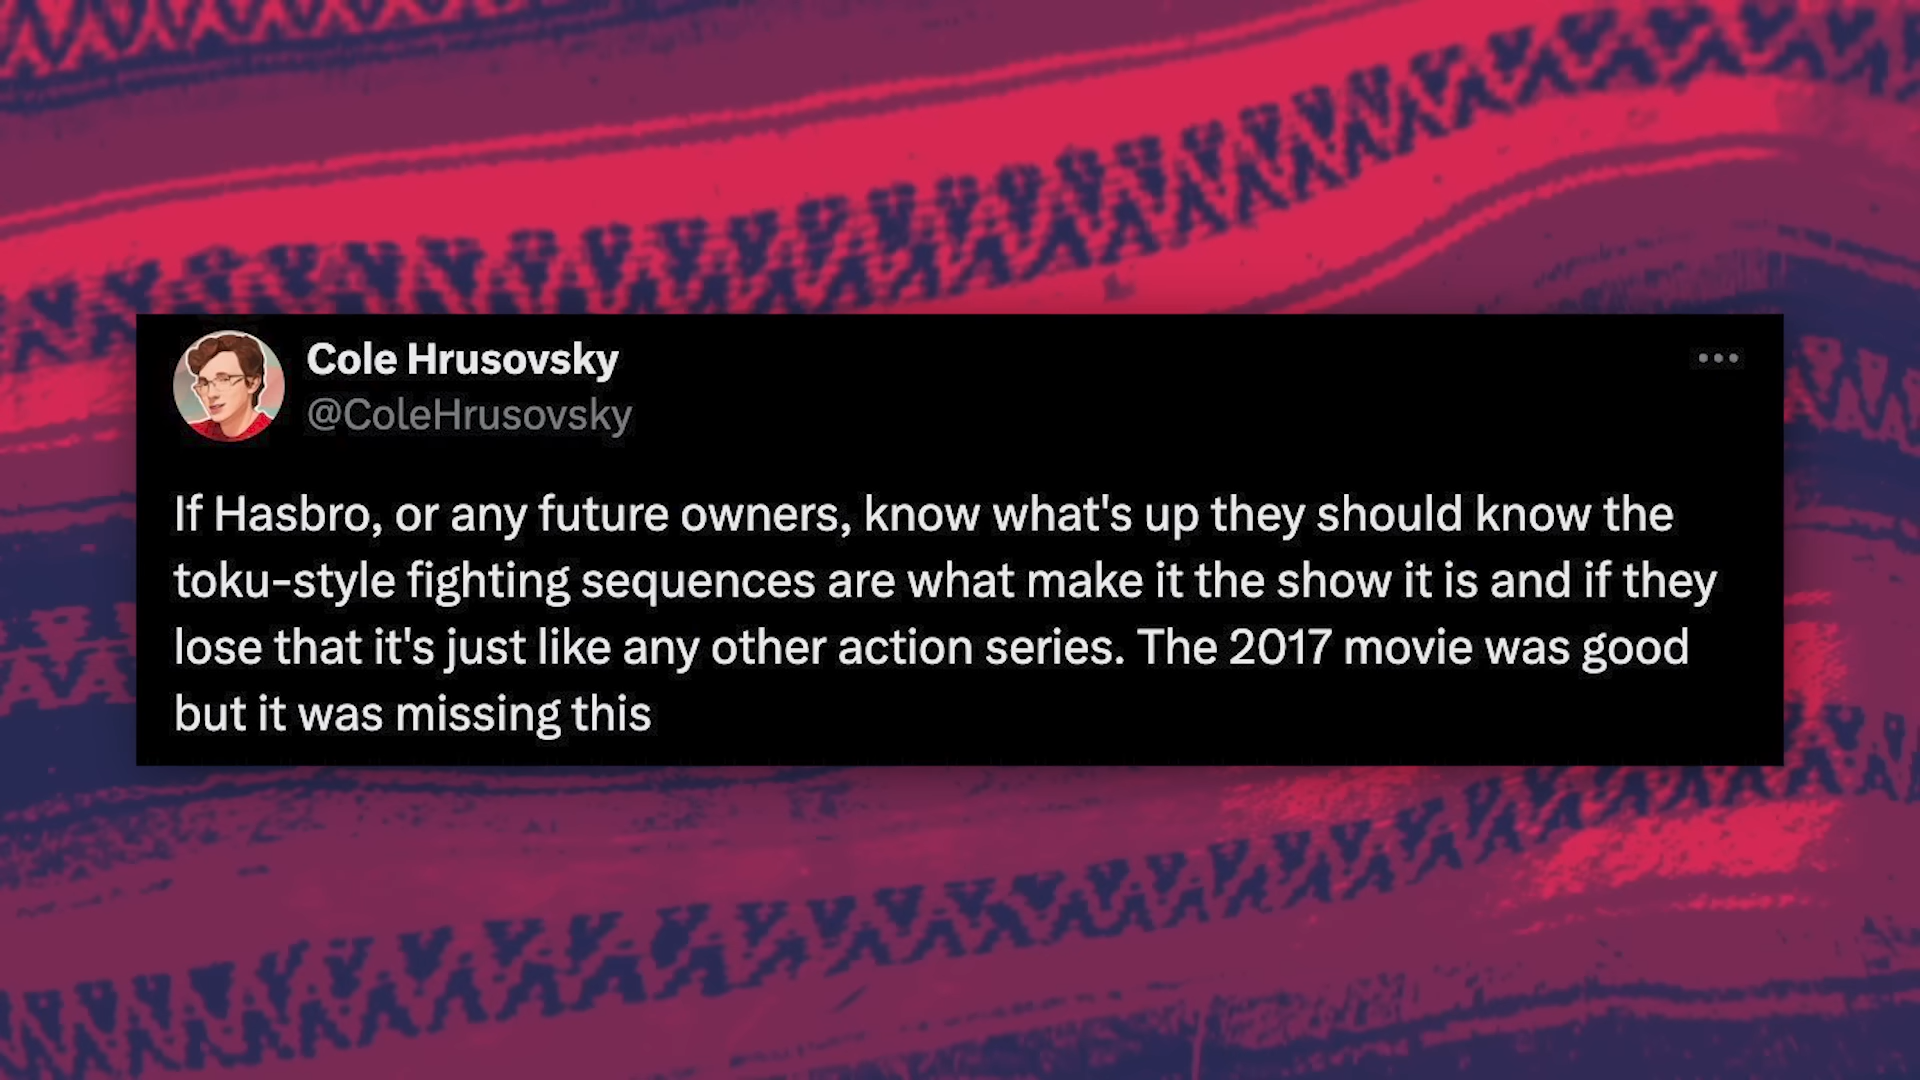 Cole Hrusovsky
@ColeHrusovsky
If Hasbro, or any future owners, know what's up they should know the
toku-style fighting sequences are what make it the show it is and if they
lose that it's just like any other action series. The 2017 movie was good
but it was missing this